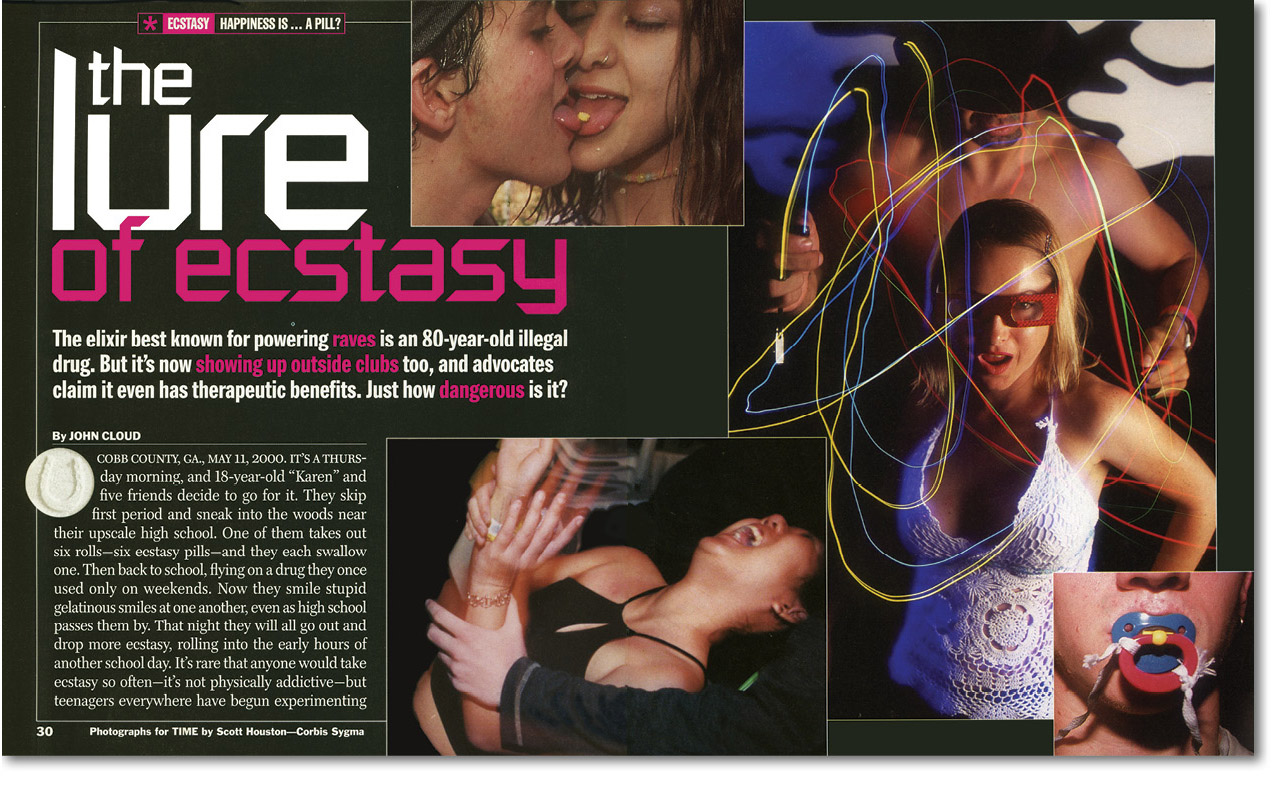 * ECSTASY HAPPINESS IS ... A PILL?
the
lure
of ecstasy
The elixir best known for powering raves is an 80-year-old illegal
drug. But it's now showing up outside clubs too, and advocates
claim it even has therapeutic benefits. Just how dangerous is it?
By JOHN CLOUD
COBB COUNTY, GA., MAY 11, 2000. IT'S A THURS-
day morning, and 18-year-old “Karen” and
five friends decide to go for it. They skip
first period and sneak into the woods near
their upscale high school. One of them takes out
six rolls—six ecstasy pills—and they each swallow
one. Then back to school, flying on a drug they once
used only on weekends. Now they smile stupid
gelatinous smiles at one another, even as high school
passes them by. That night they will all go out and
drop more ecstasy, rolling into the early hours of
another school day. It's rare that anyone would take
ecstasy so often—it's not physically addictive—but
teenagers everywhere have begun experimenting
30 Photographs for TIME by Scott Houston—Corbis Sygma